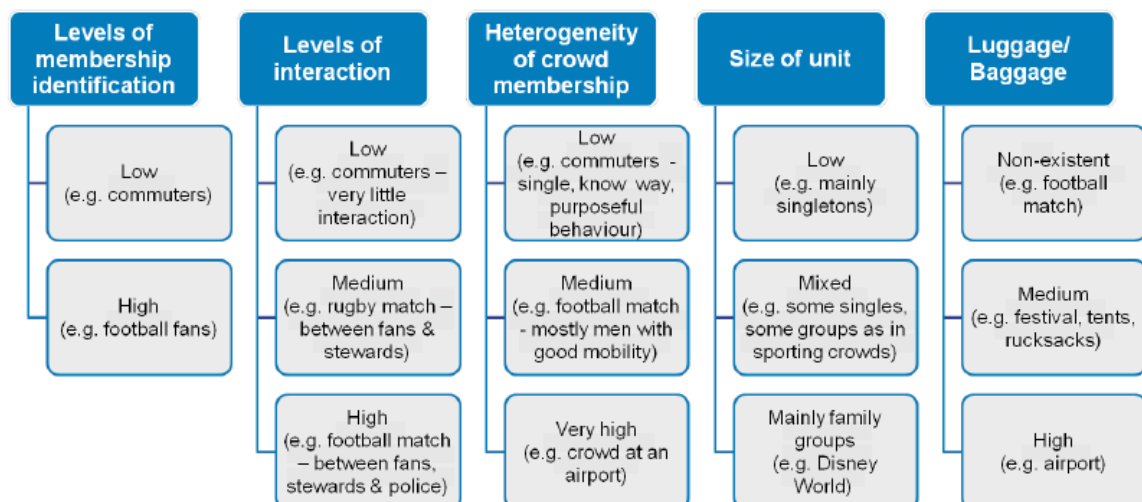 Levels of
membership
identification
Low
(e.g. commuters)
High
(e.g. football fans)
Levels of
interaction
Low
(e.g. commuters –
very little
interaction)
Medium
(e.g. rugby match –
between fans &
stewards)
High
(e.g. football match
– between fans,
stewards & police)
Heterogeneity
of crowd
membership
Low
(e.g. commuters -
single, know way,
purposeful
behaviour)
Medium
(e.g. football match
- mostly men with
good mobility)
Very high
(e.g. crowd at an
airport)
Size of unit
Low
(e.g. mainly
singletons)
Mixed
(e.g. some singles,
some groups as in
sporting crowds)
Mainly family
groups
(e.g. Disney
World)
Luggage/
Baggage
Non-existent
(e.g. football
match)
Medium
(e.g. festival, tents,
rucksacks)
High
(e.g. airport)